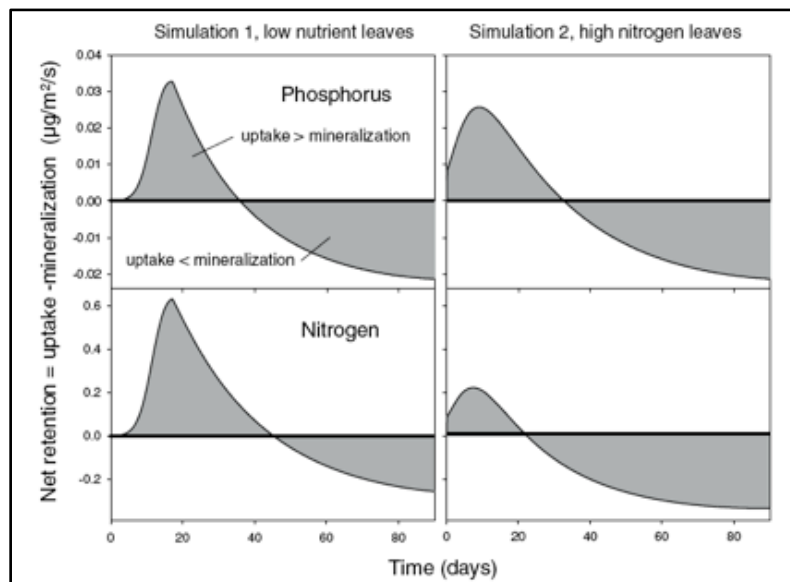 Simulation 1, low nutrient leaves
Simulation 2, high nitrogen leaves
Net retention = uptake -mineralization (µg/m²/s)
0.04
0.03
0.02
0.01
0.00
-0.01
-0.02
Phosphorus
uptake > mineralization
uptake < mineralization
0.6
0.4
0.2
0.0
-0.2
Nitrogen
0 20 40 60 80 0 20 40 60 80
Time (days)